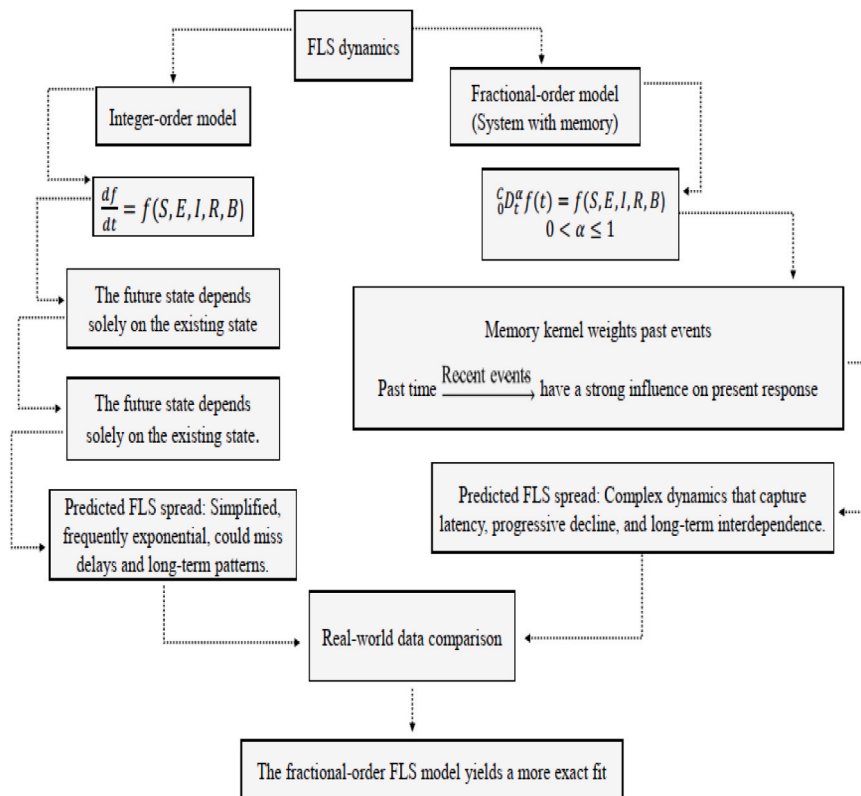 FLS dynamics
Integer-order model
Fractional-order model
(System with memory)
df/dt = f(S, E, I, R, B)
${}^{C}_{0}D^{\alpha}_{t} f(t) = f(S, E, I, R, B)$
0 < α ≤ 1
The future state depends
solely on the existing state
Memory kernel weights past events
Past time Recent events have a strong influence on present response
The future state depends
solely on the existing state.
Predicted FLS spread: Simplified,
frequently exponential, could miss
delays and long-term patterns.
Predicted FLS spread: Complex dynamics that capture
latency, progressive decline, and long-term interdependence.
Real-world data comparison
The fractional-order FLS model yields a more exact fit